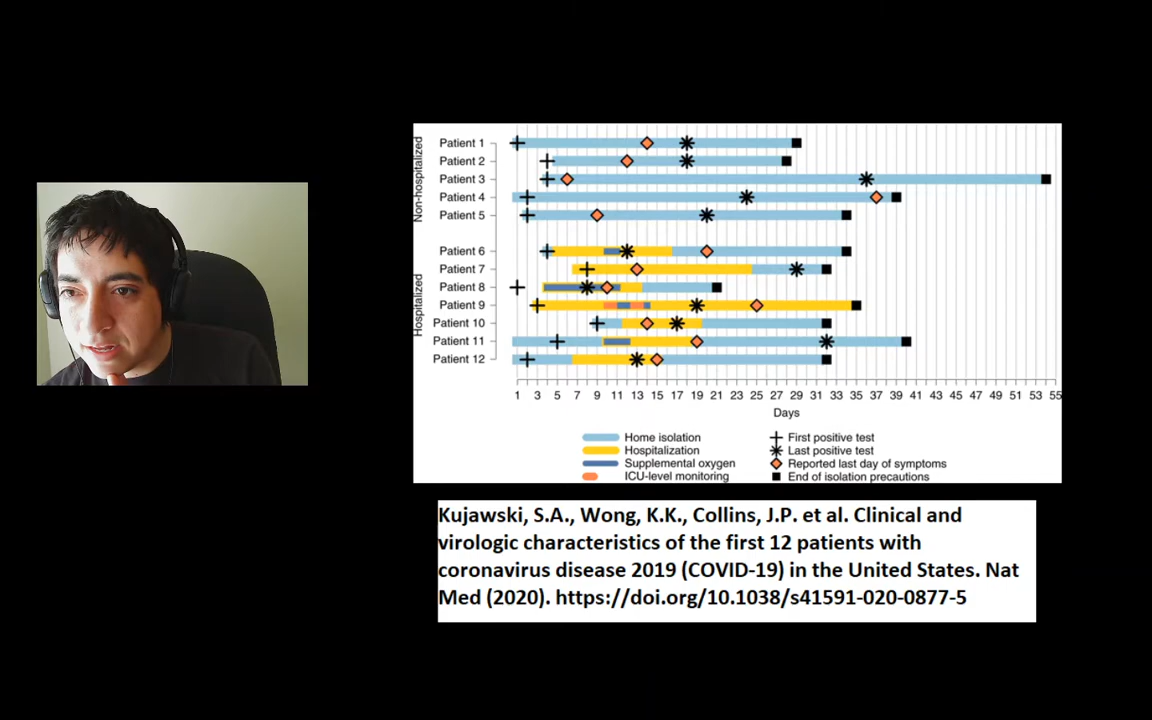 Non-hospitalized
Patient 1
Patient 2
Patient 3
Patient 4
Patient 5
Hospitalized
Patient 6
Patient 7
Patient 8
Patient 9
Patient 10
Patient 11
Patient 12
1 3 5 7 9 11 13 15 17 19 21 23 25 27 29 31 33 35 37 39 41 43 45 47 49 51 53 55
Days
Home isolation
Hospitalization
Supplemental oxygen
ICU-level monitoring
First positive test
Last positive test
Reported last day of symptoms
End of isolation precautions
Kujawski, S.A., Wong, K.K., Collins, J.P. et al. Clinical and
virologic characteristics of the first 12 patients with
coronavirus disease 2019 (COVID-19) in the United States. Nat
Med (2020). https://doi.org/10.1038/s41591-020-0877-5